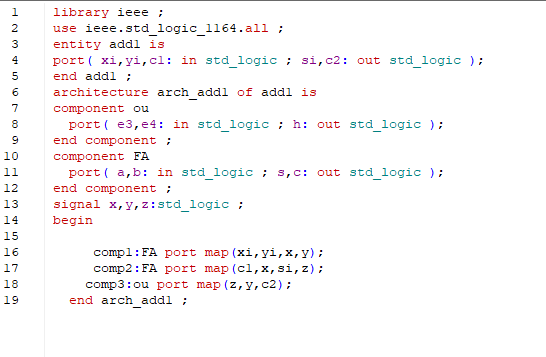 1 library ieee ;
2 use ieee.std_logic_1164.all ;
3 entity add1 is
4 port( xi,yi,c1: in std_logic ; si,c2: out std_logic );
5 end add1 ;
6 architecture arch_add1 of add1 is
7 component ou
8 port( e3,e4: in std_logic ; h: out std_logic );
9 end component ;
10 component FA
11 port( a,b: in std_logic ; s,c: out std_logic );
12 end component ;
13 signal x,y,z:std_logic ;
14 begin
15
16 comp1:FA port map(xi,yi,x,y);
17 comp2:FA port map(c1,x,si,z);
18 comp3:ou port map(z,y,c2);
19 end arch_add1 ;